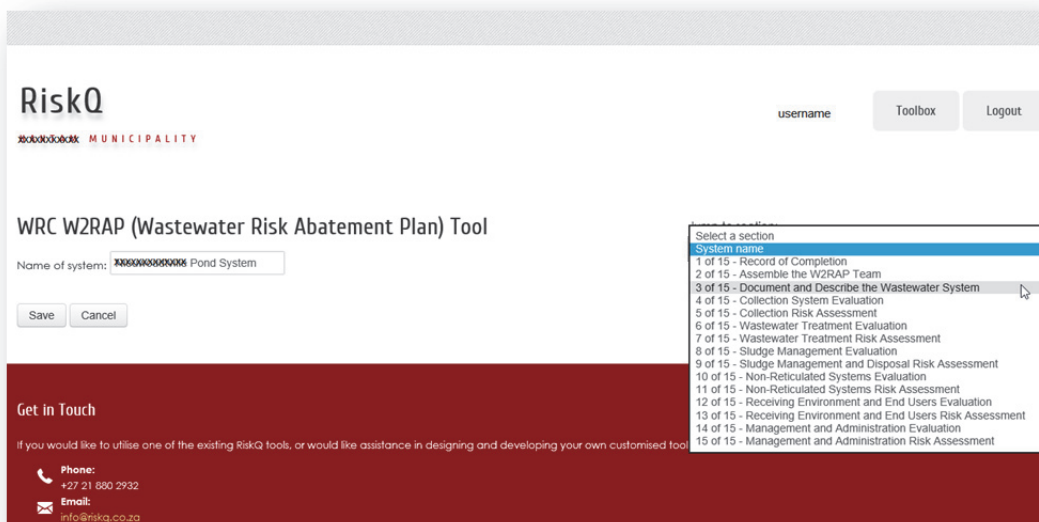 RiskQ
MUNICIPALITY
username
Toolbox
Logout
WRC W2RAP (Wastewater Risk Abatement Plan) Tool
Name of system: Pond System
Save
Cancel
Jump to section:
Select a section
System name
1 of 15 - Record of Completion
2 of 15 - Assemble the W2RAP Team
3 of 15 - Document and Describe the Wastewater System
4 of 15 - Collection System Evaluation
5 of 15 - Collection Risk Assessment
6 of 15 - Wastewater Treatment Evaluation
7 of 15 - Wastewater Treatment Risk Assessment
8 of 15 - Sludge Management Evaluation
9 of 15 - Sludge Management and Disposal Risk Assessment
10 of 15 - Non-Reticulated Systems Evaluation
11 of 15 - Non-Reticulated Systems Risk Assessment
12 of 15 - Receiving Environment and End Users Evaluation
13 of 15 - Receiving Environment and End Users Risk Assessment
14 of 15 - Management and Administration Evaluation
15 of 15 - Management and Administration Risk Assessment
Get in Touch
If you would like to utilise one of the existing RiskQ tools, or would like assistance in designing and developing your own customised tool
Phone:
+27 21 880 2932
Email:
info@riskq.co.za